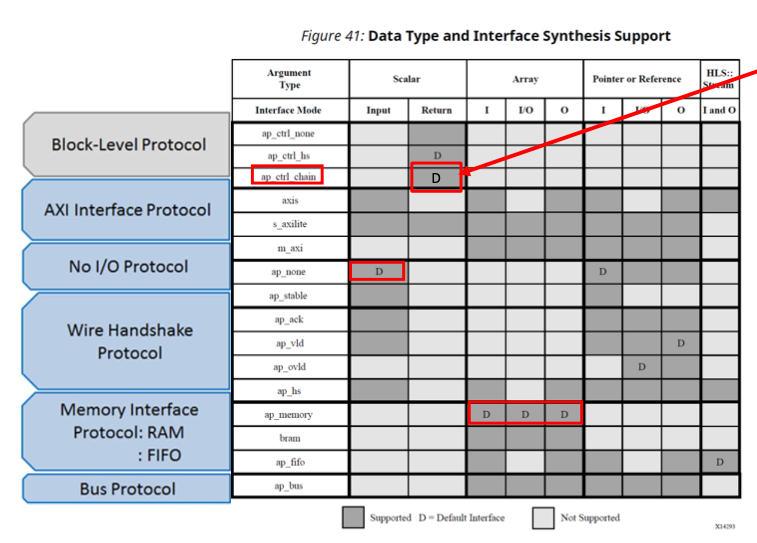 Figure 41: Data Type and Interface Synthesis Support
Argument Type Scalar Array Pointer or Reference HLS:: Stream
Interface Mode Input Return I I/O O I I/O O I and O
Block-Level Protocol
ap_ctrl_none
ap_ctrl_hs D
ap_ctrl_chain D
AXI Interface Protocol
axis
s_axilite
m_axi
No I/O Protocol
ap_none D D
ap_stable
Wire Handshake
Protocol
ap_ack
ap_vld D
ap_ovld D
ap_hs
Memory Interface
Protocol: RAM
: FIFO
ap_memory D D D
bram
ap_fifo D
Bus Protocol
ap_bus
Supported D = Default Interface Not Supported
X14293